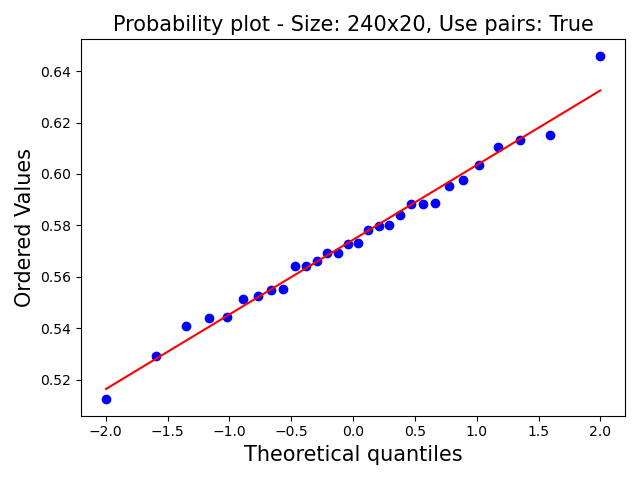 Probability plot - Size: 240x20, Use pairs: True
Ordered Values
0.64
0.62
0.60
0.58
0.56
0.54
0.52
−2.0 −1.5 −1.0 −0.5 0.0 0.5 1.0 1.5 2.0
Theoretical quantiles